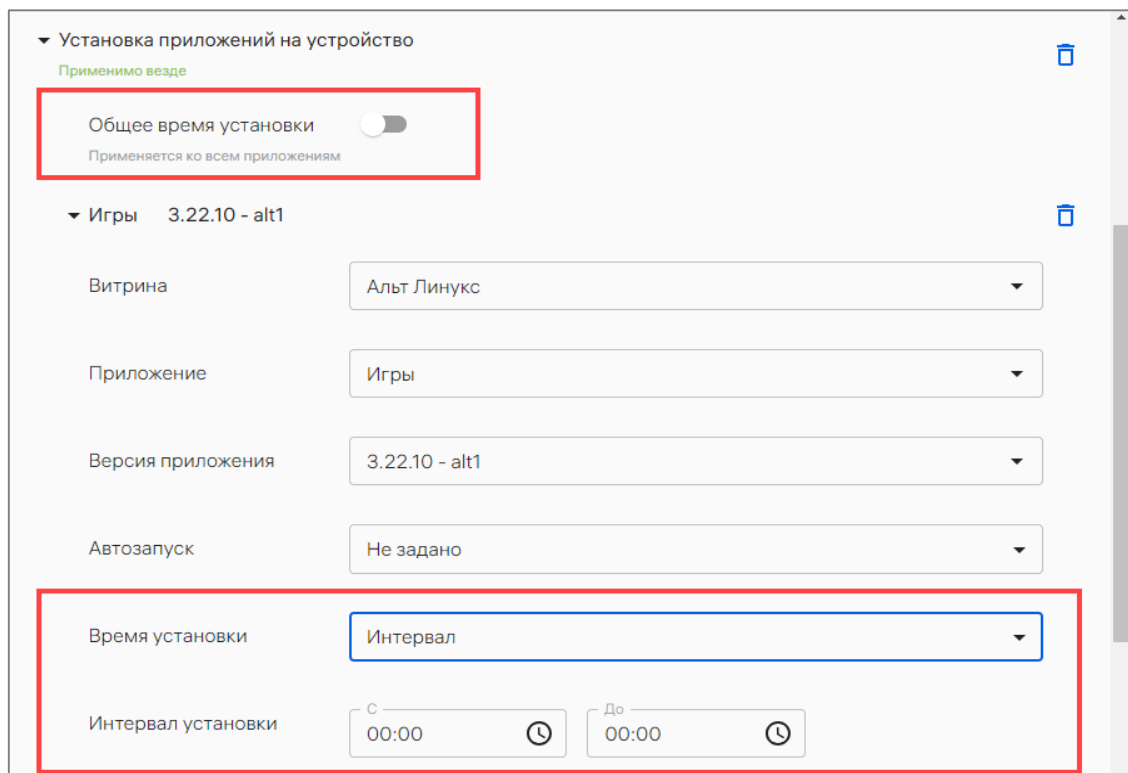 Установка приложений на устройство
Применимо везде
Общее время установки
Применяется ко всем приложениям
Игры 3.22.10 - alt1
Витрина Альт Линукс
Приложение Игры
Версия приложения 3.22.10 - alt1
Автозапуск Не задано
Время установки Интервал
Интервал установки С 00:00 До 00:00